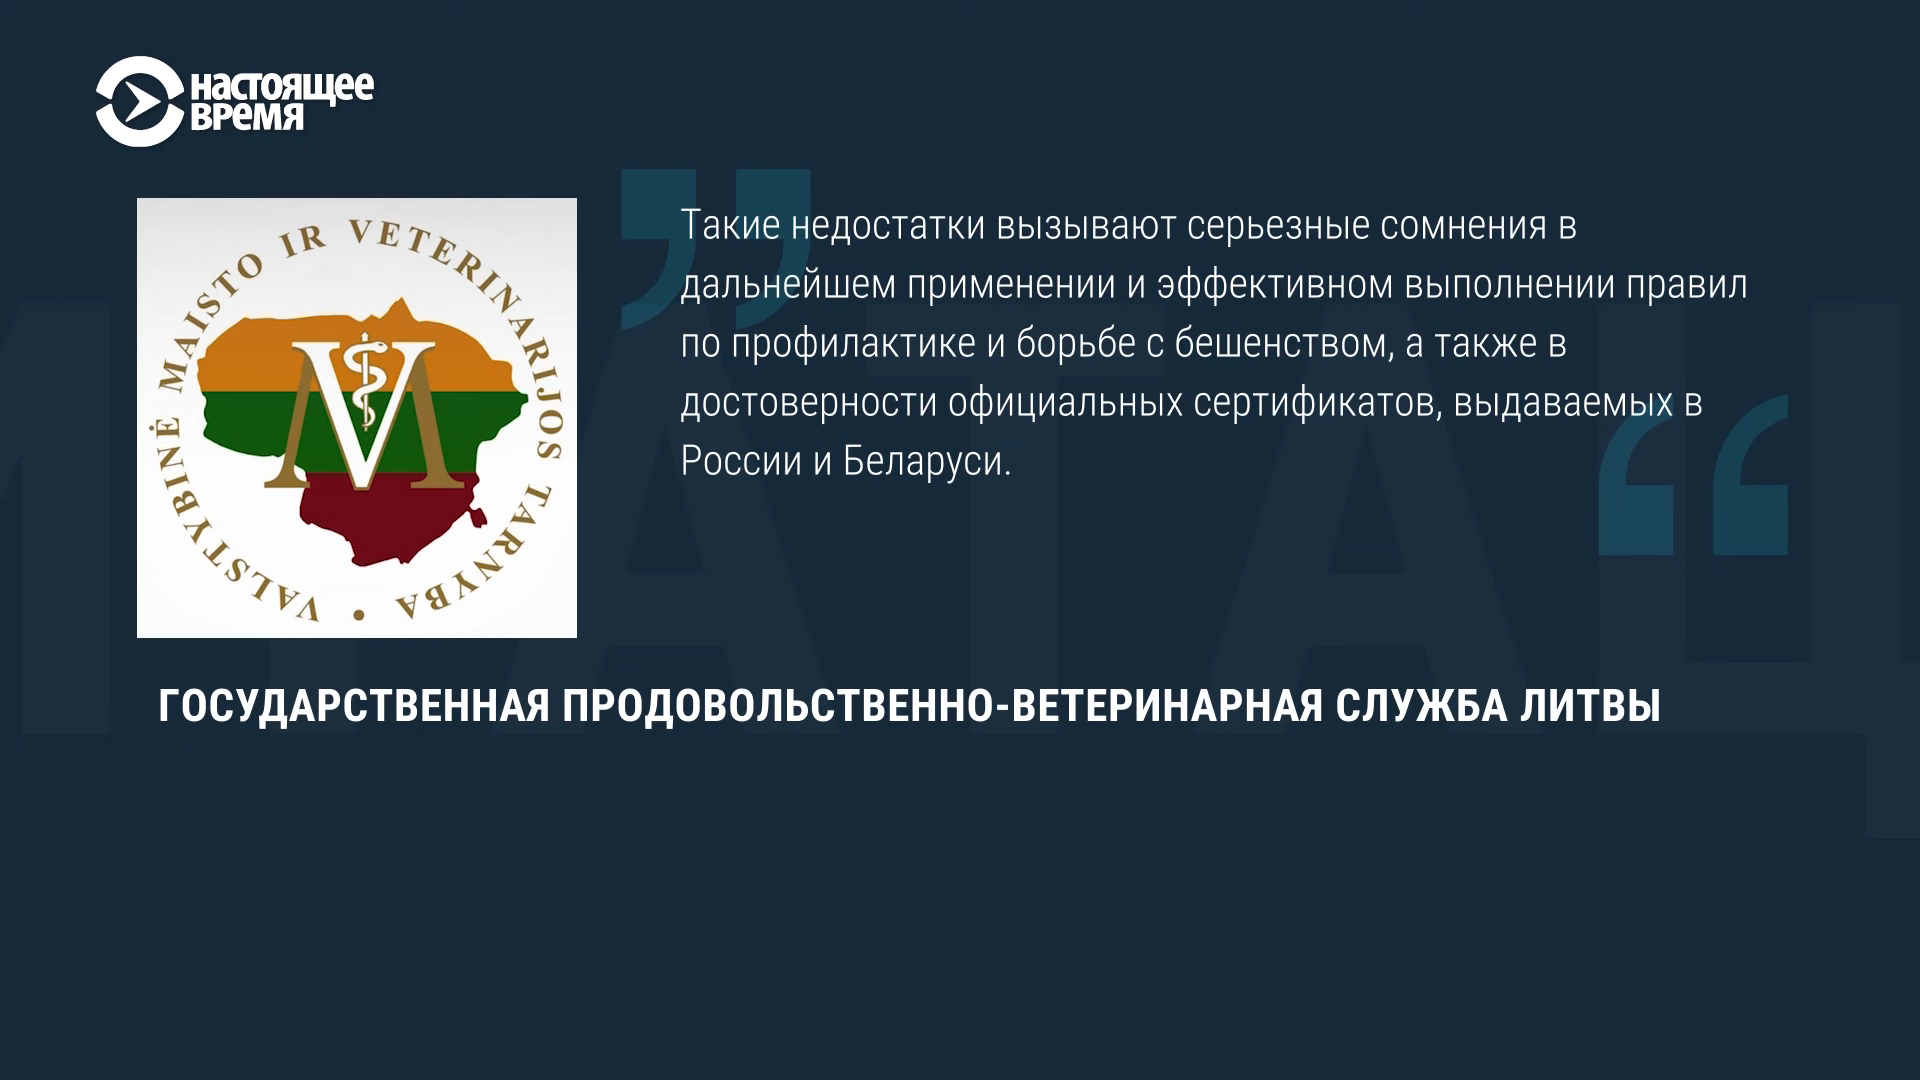 настоящее
время
VALSTYBINĖ MAISTO IR VETERINARIJOS TARNYBA •
VM
Такие недостатки вызывают серьезные сомнения в
дальнейшем применении и эффективном выполнении правил
по профилактике и борьбе с бешенством, а также в
достоверности официальных сертификатов, выдаваемых в
России и Беларуси.
ГОСУДАРСТВЕННАЯ ПРОДОВОЛЬСТВЕННО-ВЕТЕРИНАРНАЯ СЛУЖБА ЛИТВЫ